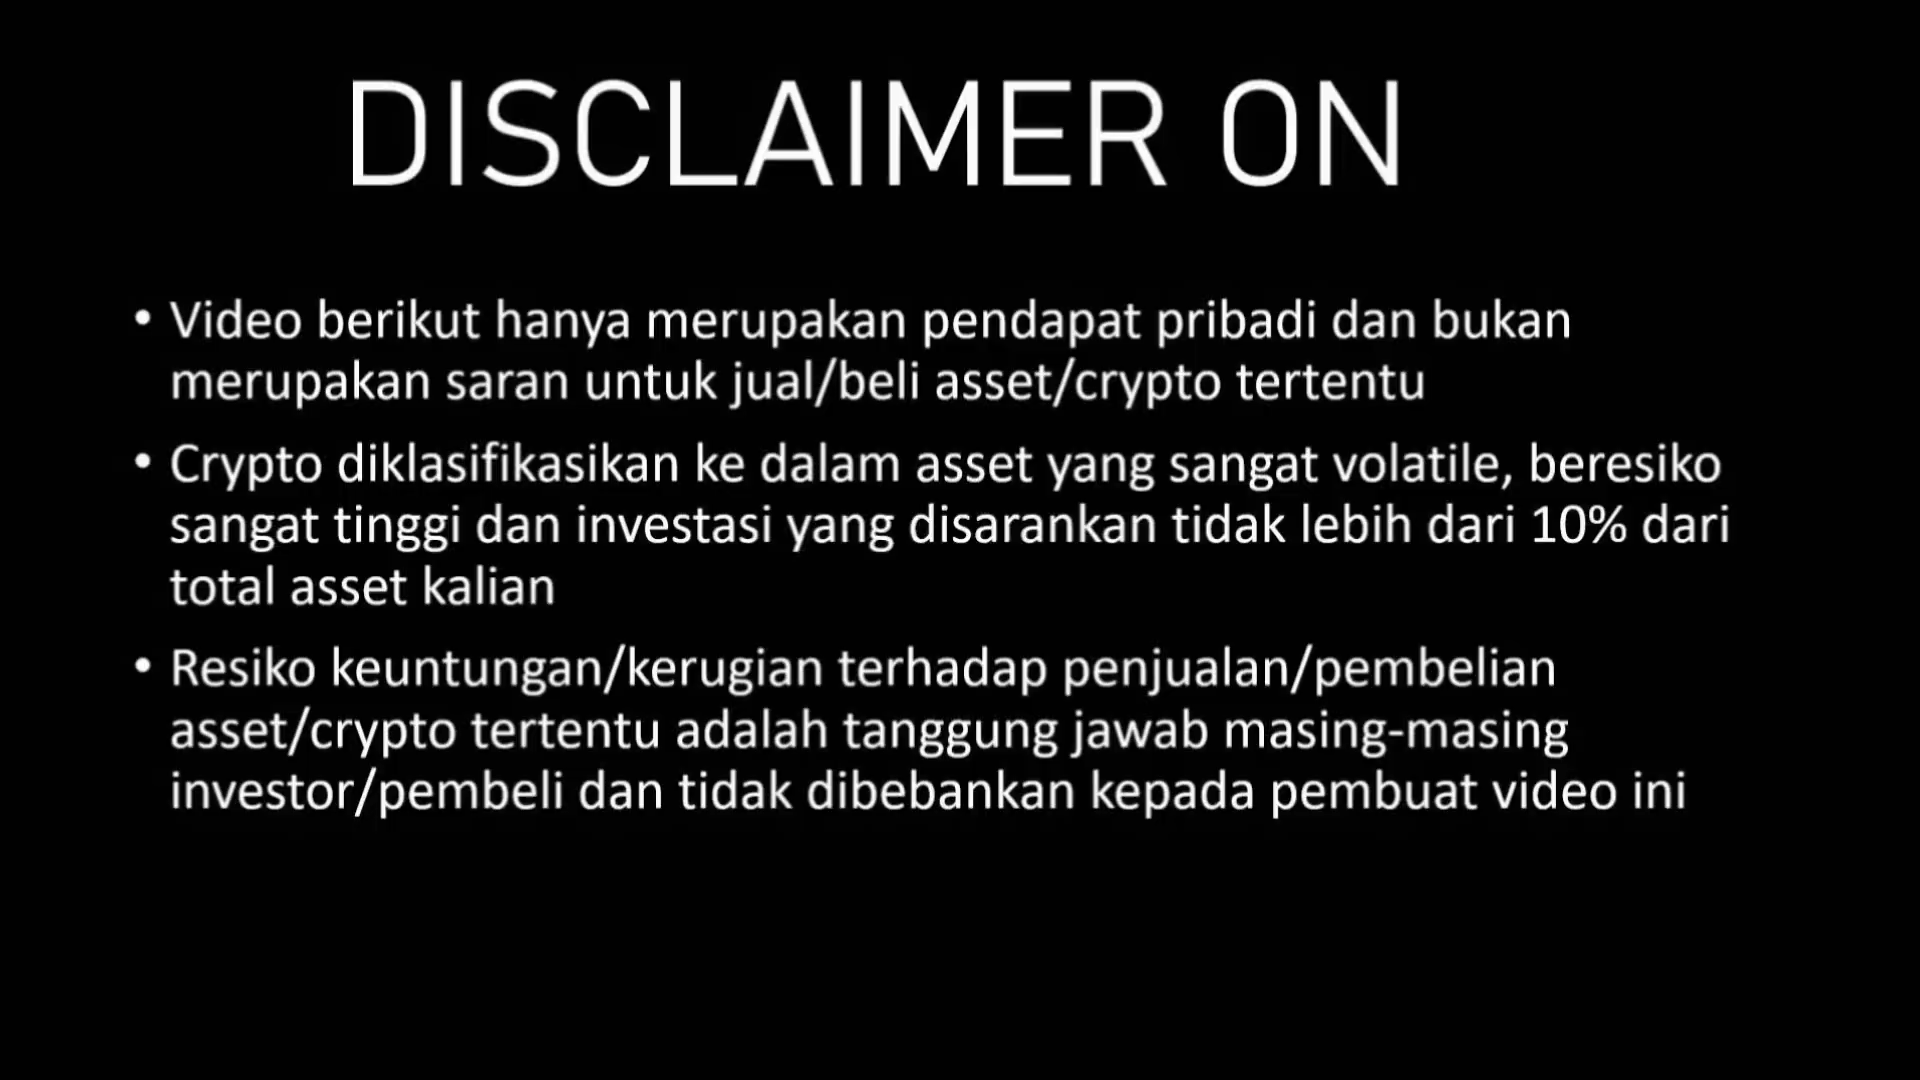 DISCLAIMER ON
• Video berikut hanya merupakan pendapat pribadi dan bukan
merupakan saran untuk jual/beli asset/crypto tertentu
• Crypto diklasifikasikan ke dalam asset yang sangat volatile, beresiko
sangat tinggi dan investasi yang disarankan tidak lebih dari 10% dari
total asset kalian
• Resiko keuntungan/kerugian terhadap penjualan/pembelian
asset/crypto tertentu adalah tanggung jawab masing-masing
investor/pembeli dan tidak dibebankan kepada pembuat video ini